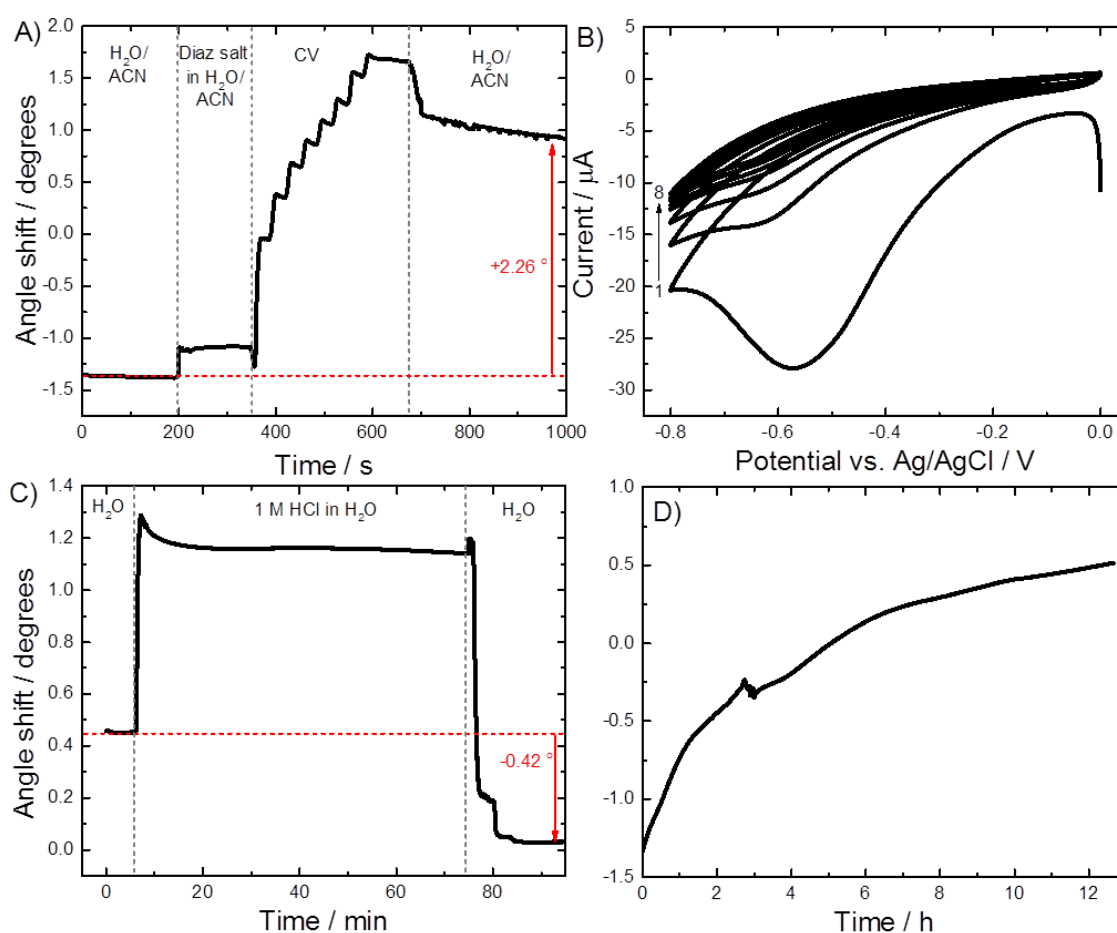 A)
H₂O/
ACN
Diaz salt
in H₂O/
ACN
CV
H₂O/
ACN
+2.26 °
2.0
1.5
1.0
0.5
0.0
-0.5
-1.0
-1.5
Angle shift / degrees
0 200 400 600 800 1000
Time / s
B)
0
-5
-10
-15
-20
-25
-30
Current / µA
8
1
-0.8 -0.6 -0.4 -0.2 0.0
Potential vs. Ag/AgCl / V
C)
H₂O
1 M HCl in H₂O
H₂O
-0.42 °
1.4
1.2
1.0
0.8
0.6
0.4
0.2
0.0
Angle shift / degrees
0 20 40 60 80
Time / min
D)
1.0
0.5
0.0
-0.5
-1.0
-1.5
0 2 4 6 8 10 12
Time / h